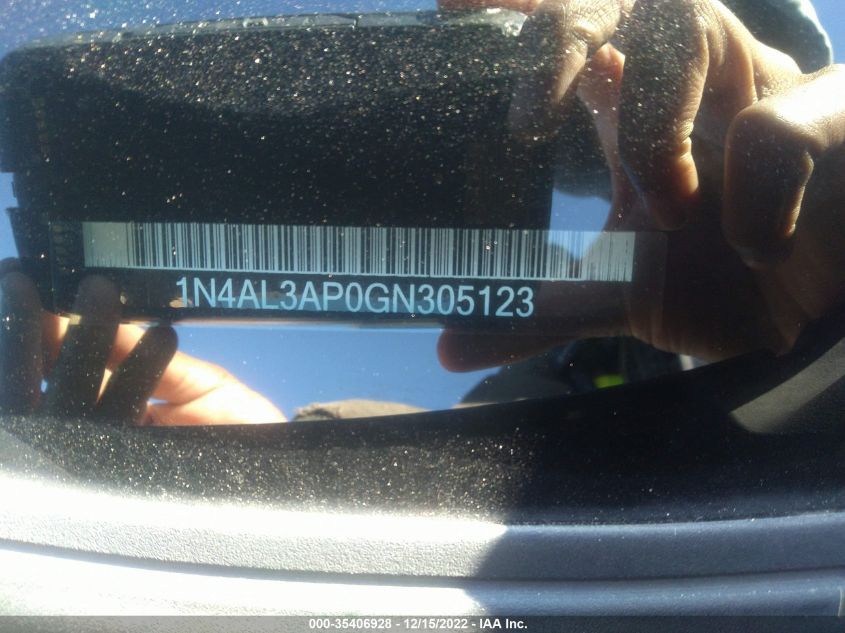 1N4AL3AP0GN305123
000-35406928 - 12/15/2022 - IAA Inc.